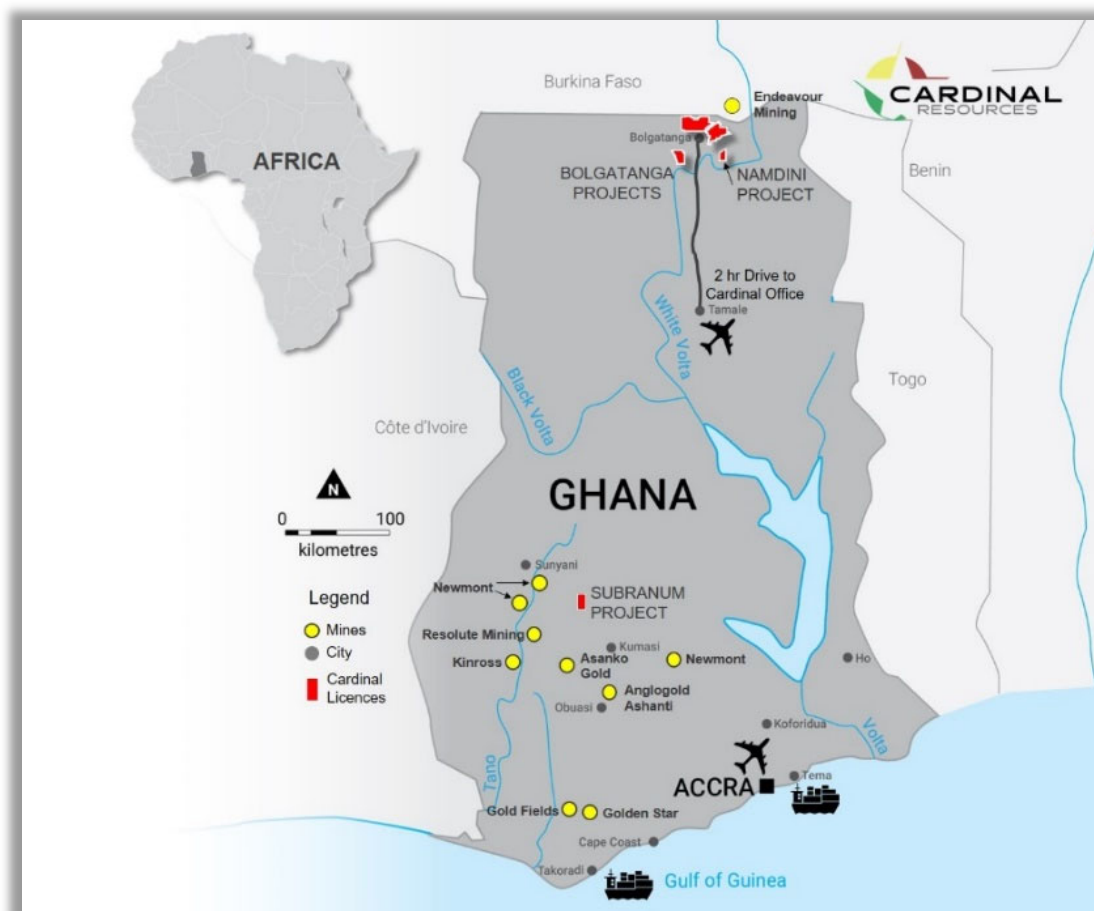 Burkina Faso
Endeavour
Mining
CARDINAL
RESOURCES
AFRICA
Bolgatanga
BOLGATANGA
PROJECTS
NAMDINI
PROJECT
Benin
2 hr Drive to
Cardinal Office
Tamale
White Volta
Black Volta
Togo
Côte d'Ivoire
GHANA
N
0 100
kilometres
Legend
Mines
City
Cardinal
Licences
Sunyani
Newmont
SUBRANUM
PROJECT
Resolute Mining
Kumasi
Kinross
Asanko
Gold
Newmont
Ho
Anglogold
Ashanti
Obuasi
Koforidua
Volta
Tano
ACCRA
Tema
Gold Fields
Golden Star
Cape Coast
Takoradi
Gulf of Guinea